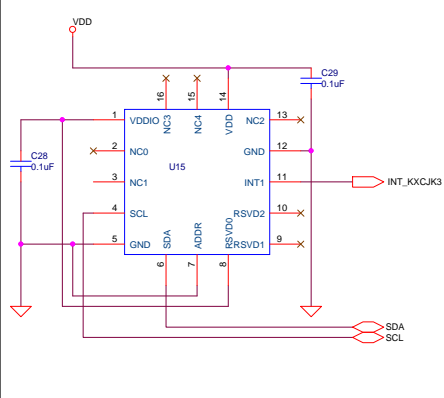 VDD
C29
0.1uF
16
15
14
NC3
NC4
VDD
1
VDDIO
NC2
13
C28
0.1uF
2
NC0
GND
12
U15
3
NC1
INT1
11
INT_KXCJK3
4
SCL
RSVD2
10
5
GND
RSVD1
9
SDA
ADDR
RSVD0
6
7
8
SDA
SCL